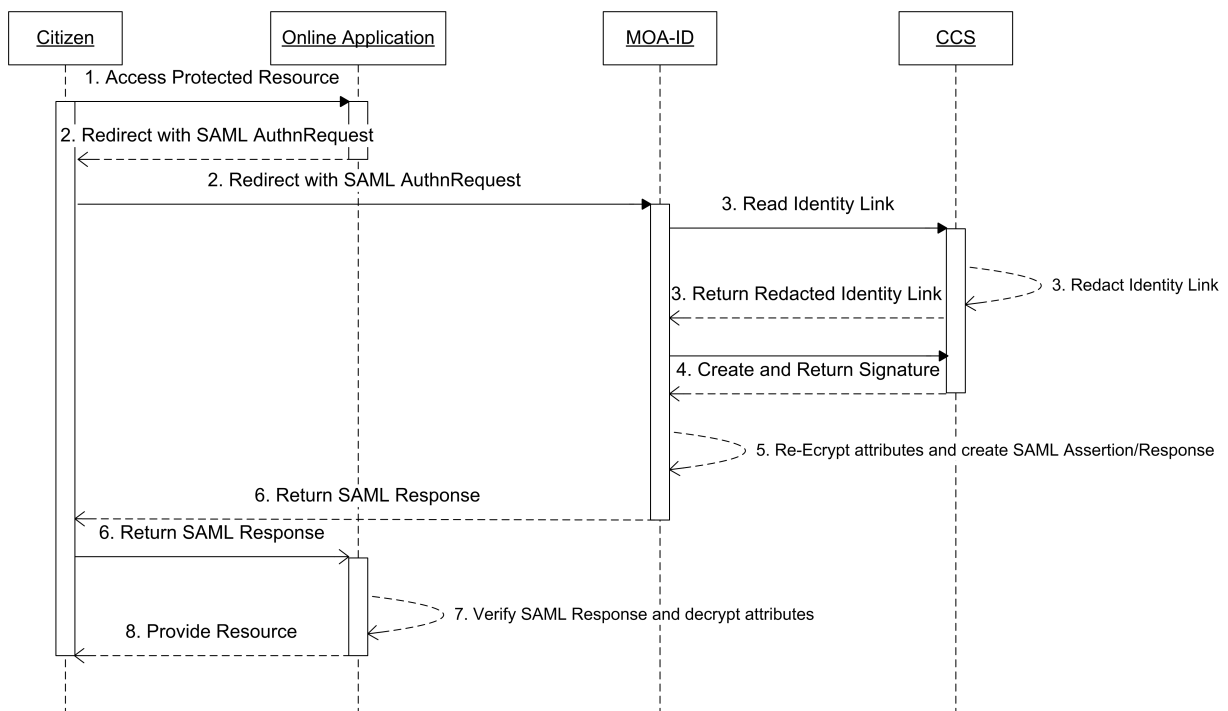 Citizen
Online Application
MOA-ID
CCS
1. Access Protected Resource
2. Redirect with SAML AuthnRequest
2. Redirect with SAML AuthnRequest
3. Read Identity Link
3. Redact Identity Link
3. Return Redacted Identity Link
4. Create and Return Signature
5. Re-Ecrypt attributes and create SAML Assertion/Response
6. Return SAML Response
6. Return SAML Response
7. Verify SAML Response and decrypt attributes
8. Provide Resource